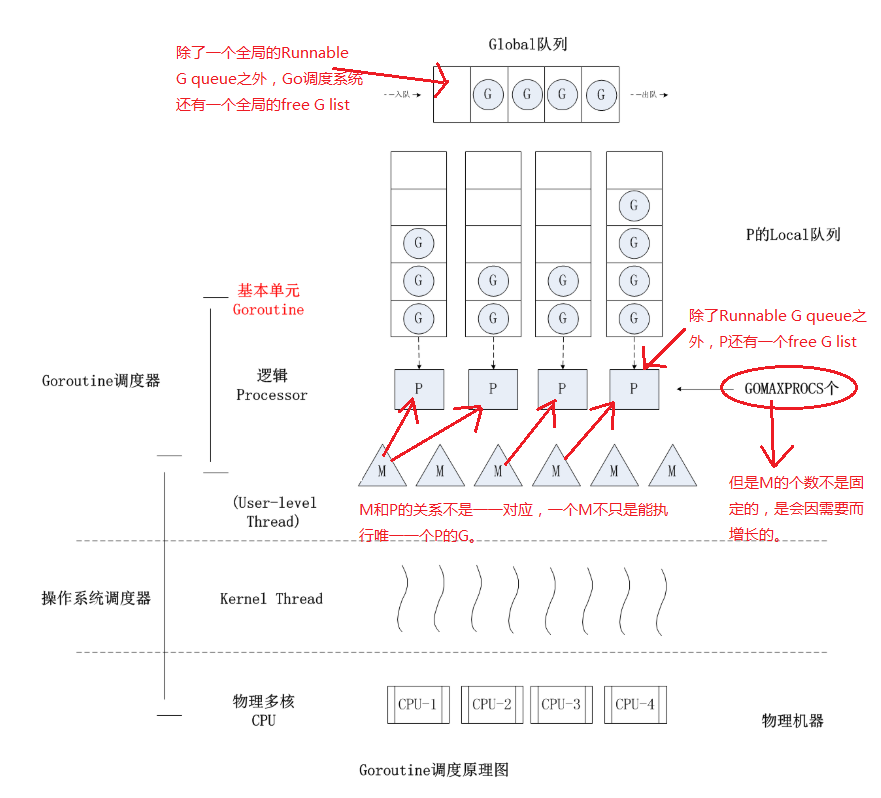 Global队列
除了一个全局的Runnable
G queue之外，Go调度系统
还有一个全局的free G list
入队
G
G
G
G
出队
G
P的Local队列
G
G
G
G
G
G
G
G
G
G
基本单元
Goroutine
除了Runnable G queue之
外，P还有一个free G list
Goroutine调度器
逻辑
Processor
P
P
P
P
GOMAXPROCS个
M
M
M
M
M
M
(User-level
Thread)
M和P的关系不是一一对应，一个M不只是能执
行唯一一个P的G。
但是M的个数不是固
定的，是会因需要而
增长的。
操作系统调度器
Kernel Thread
物理多核
CPU
CPU-1
CPU-2
CPU-3
CPU-4
物理机器
Goroutine调度原理图